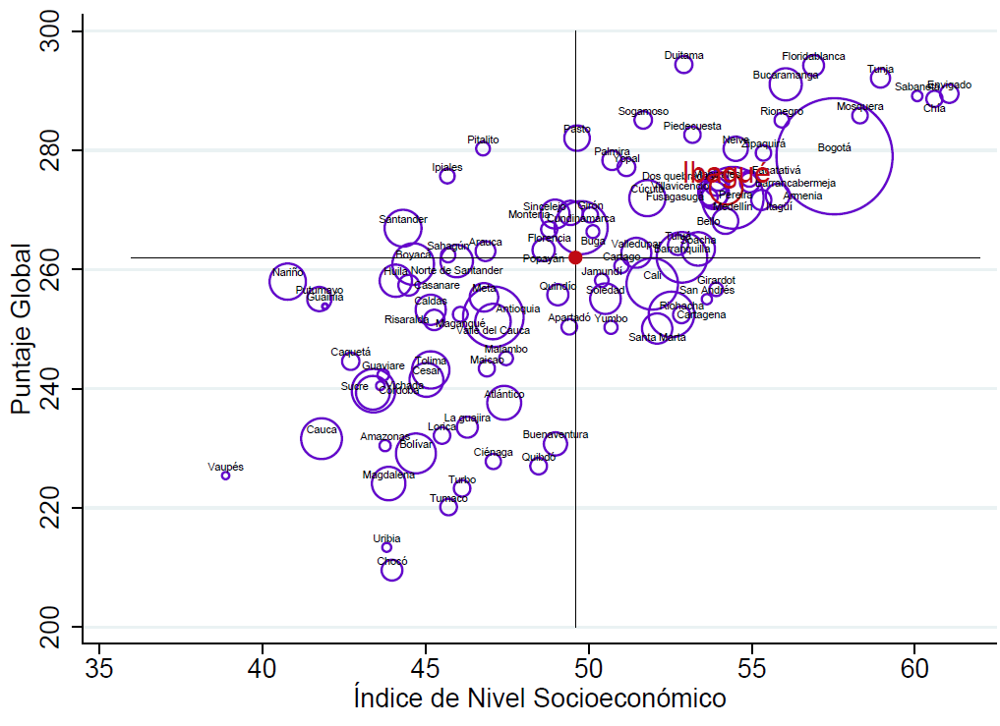 Puntaje Global
300
280
260
240
220
200
Duitama
Floridablanca
Bucaramanga
Tunja
Sabaneta
Envigado
Chía
Mosquera
Rionegro
Sogamoso
Pasto
Piedecuesta
Neiva
Zipaquirá
Bogotá
Pitalito
Palmira
Yopal
Ipiales
Ibagué
Dos quebradas
Facatativá
Cúcuta
Villavicencio
Barrancabermeja
Fusagasuga
Pereira
Armenia
Medellín
Itagüí
Sincelejo
Girón
Montería
Cundinamarca
Bello
Santander
Florencia
Buga
Tuluá
Soacha
Sahagún
Arauca
Valledupar
Barranquilla
Boyaca
Popayán
Cartago
Nariño
Huila
Norte de Santander
Jamundí
Cali
Girardot
Casanare
Meta
Quindío
Soledad
San Andrés
Putumayo
Guainía
Caldas
Antioquia
Riohacha
Cartagena
Risaralda
Magangué
Valle del Cauca
Apartadó
Yumbo
Santa Marta
Caquetá
Malambo
Guaviare
Tolima
Maicao
Cesar
Sucre
Vichada
Córdoba
Atlántico
Cauca
La guajira
Lorica
Amazonas
Bolívar
Buenaventura
Ciénaga
Quibdó
Vaupés
Magdalena
Turbo
Tumaco
Uribia
Chocó
35
40
45
50
55
60
Índice de Nivel Socioeconómico